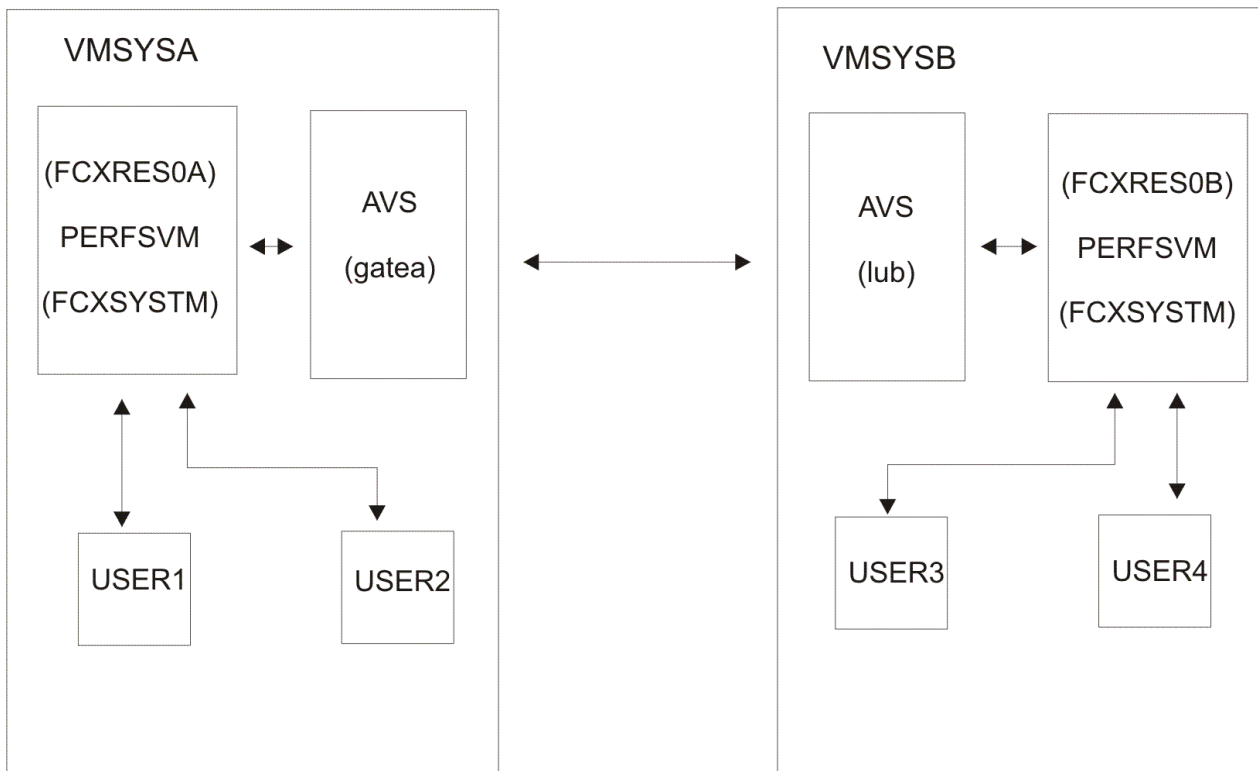 VMSYSA
(FCXRES0A)
PERFSVM
(FCXSYSTM)
AVS
(gatea)
USER1
USER2
VMSYSB
AVS
(lub)
(FCXRES0B)
PERFSVM
(FCXSYSTM)
USER3
USER4